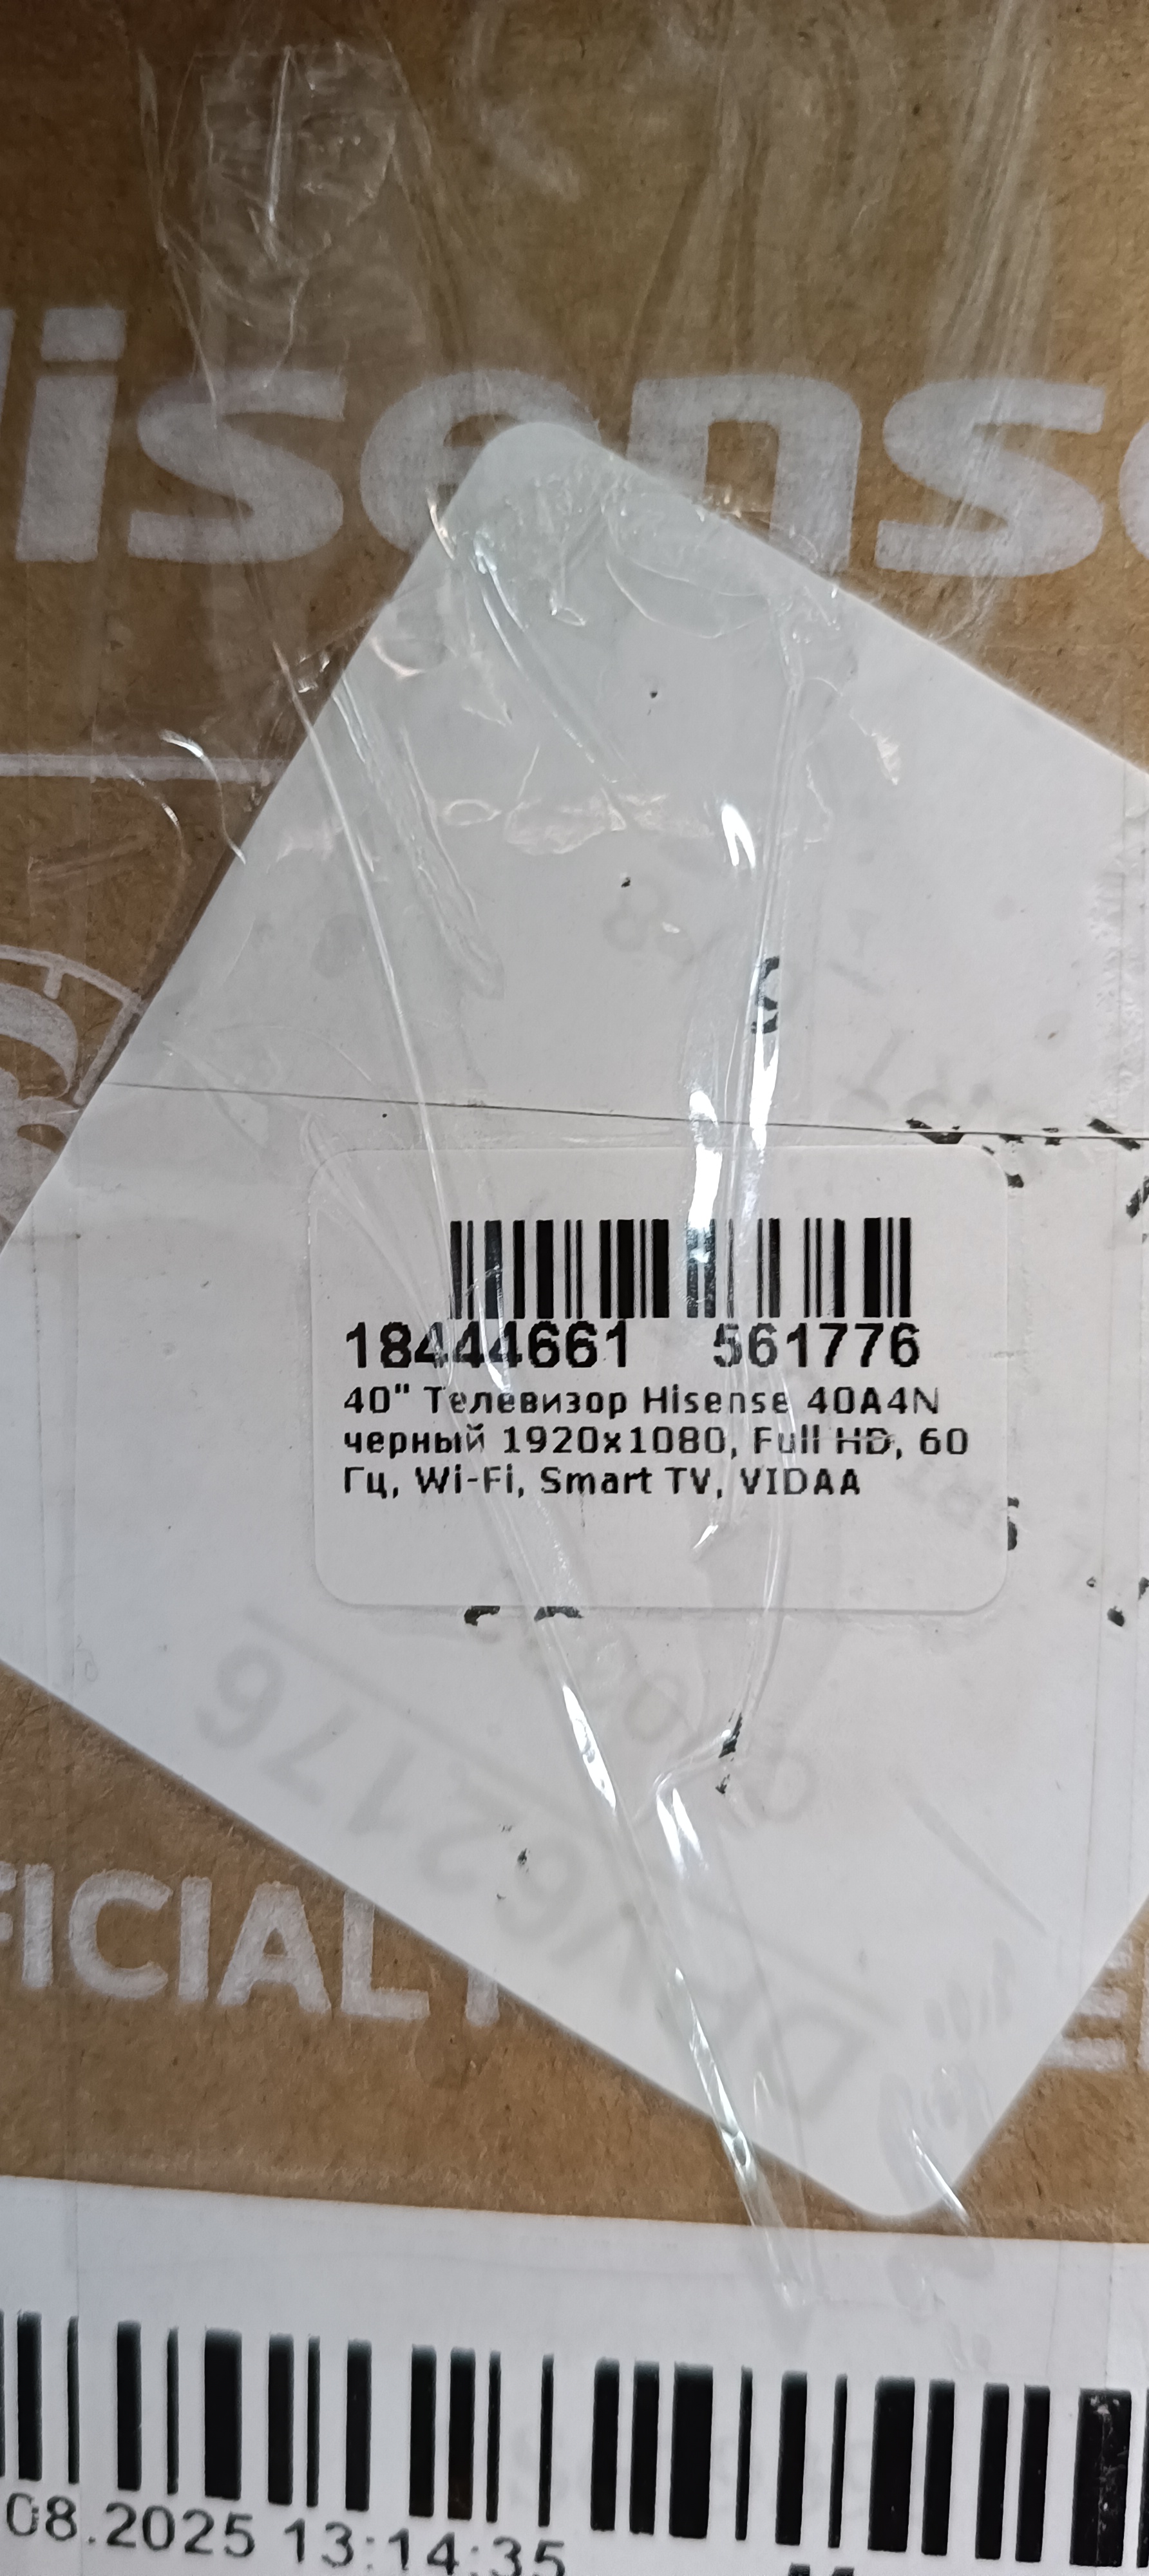 Hisense
18444661 561776
40" Телевизор Hisense 40A4N
черный 1920x1080, Full HD, 60
Гц, Wi-Fi, Smart TV, VIDAA
FICIAL
08.2025 13:14:35